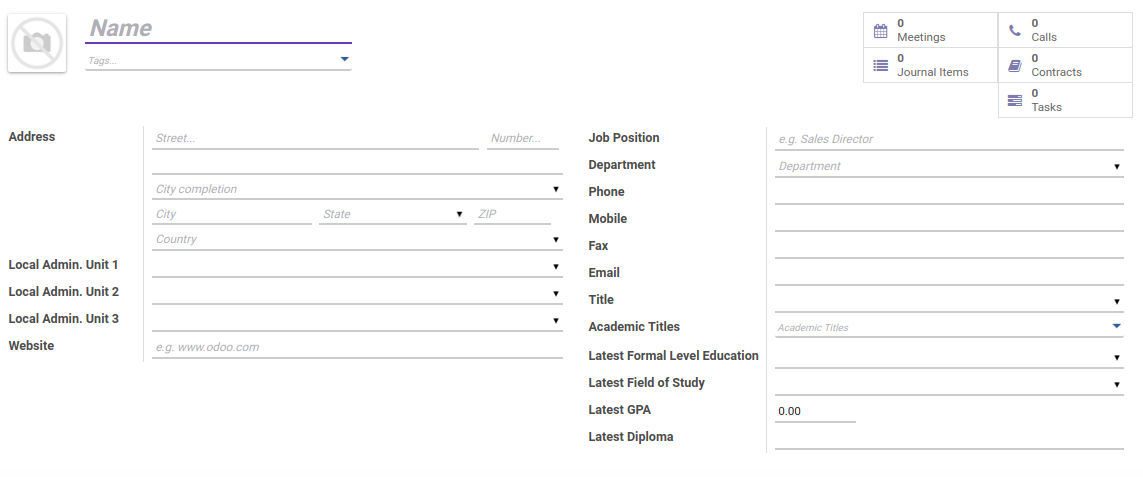 Name
Tags...
0
Meetings
0
Calls
0
Journal Items
0
Contracts
0
Tasks
Address
Street...
Number...
City completion
City
State
ZIP
Country
Local Admin. Unit 1
Local Admin. Unit 2
Local Admin. Unit 3
Website
e.g. www.odoo.com
Job Position
e.g. Sales Director
Department
Department
Phone
Mobile
Fax
Email
Title
Academic Titles
Academic Titles
Latest Formal Level Education
Latest Field of Study
Latest GPA
0.00
Latest Diploma